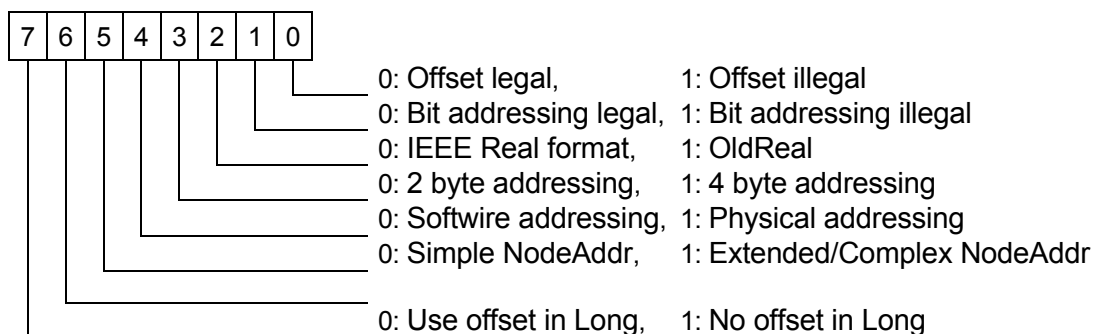 7 6 5 4 3 2 1 0
0: Offset legal, 1: Offset illegal
0: Bit addressing legal, 1: Bit addressing illegal
0: IEEE Real format, 1: OldReal
0: 2 byte addressing, 1: 4 byte addressing
0: Softwire addressing, 1: Physical addressing
0: Simple NodeAddr, 1: Extended/Complex NodeAddr
0: Use offset in Long, 1: No offset in Long